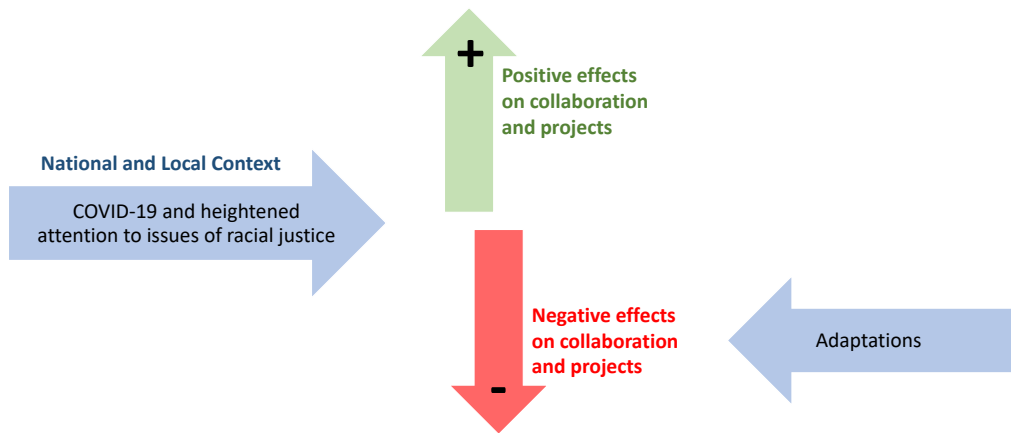 +
Positive effects
on collaboration
and projects
National and Local Context
COVID-19 and heightened
attention to issues of racial justice
Negative effects
on collaboration
and projects
Adaptations
-